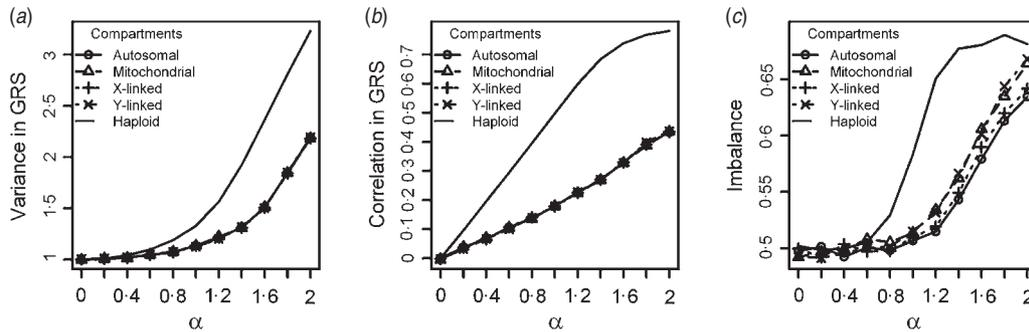 (a)
Compartments
Autosomal
Mitochondrial
X-linked
Y-linked
Haploid
Variance in GRS
3
2·5
2
1·5
1
0 0·4 0·8 1·2 1·6 2
α
(b)
Compartments
Autosomal
Mitochondrial
X-linked
Y-linked
Haploid
Correlation in GRS
0·7
0·6
0·5
0·4
0·3
0·2
0·1
0
0 0·4 0·8 1·2 1·6 2
α
(c)
Compartments
Autosomal
Mitochondrial
X-linked
Y-linked
Haploid
Imbalance
0·65
0·6
0·55
0·5
0 0·4 0·8 1·2 1·6 2
α